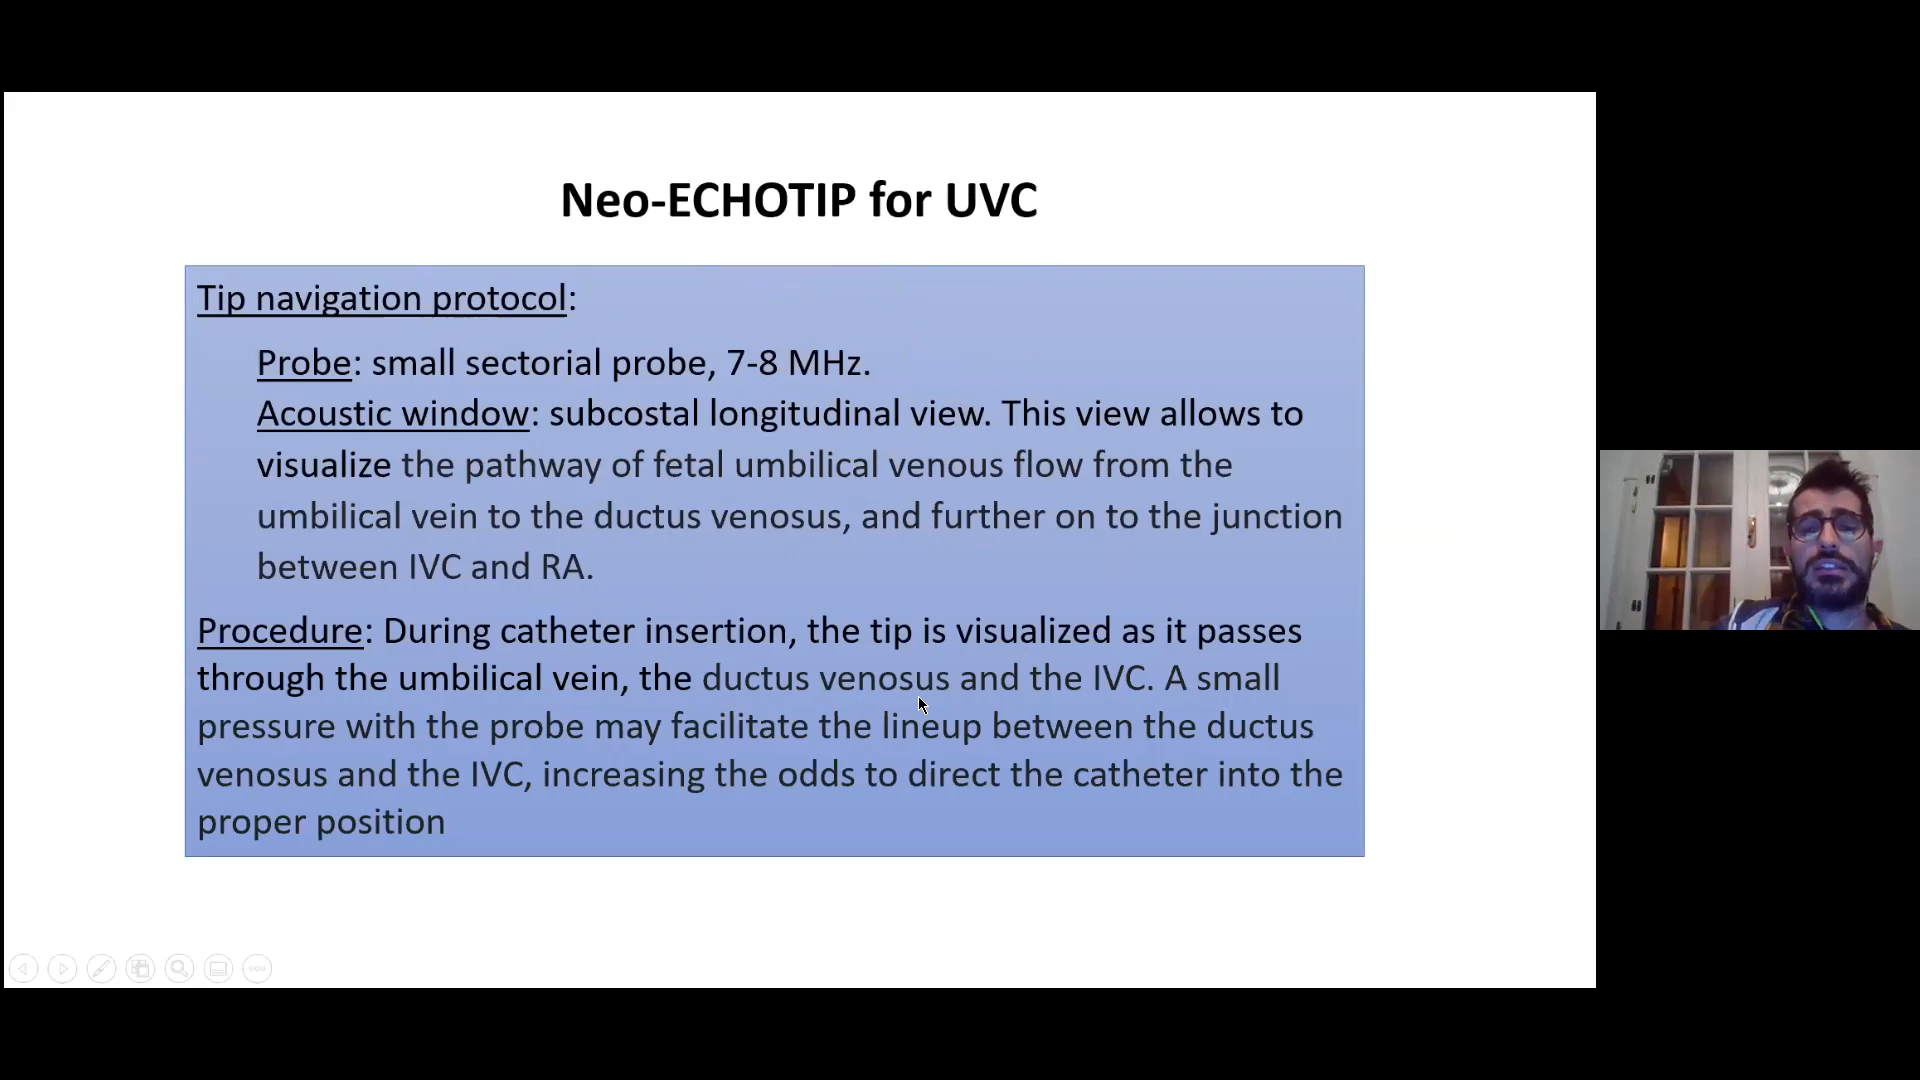 Neo-ECHOTIP for UVC
Tip navigation protocol:
Probe: small sectorial probe, 7-8 MHz.
Acoustic window: subcostal longitudinal view. This view allows to
visualize the pathway of fetal umbilical venous flow from the
umbilical vein to the ductus venosus, and further on to the junction
between IVC and RA.
Procedure: During catheter insertion, the tip is visualized as it passes
through the umbilical vein, the ductus venosus and the IVC. A small
pressure with the probe may facilitate the lineup between the ductus
venosus and the IVC, increasing the odds to direct the catheter into the
proper position